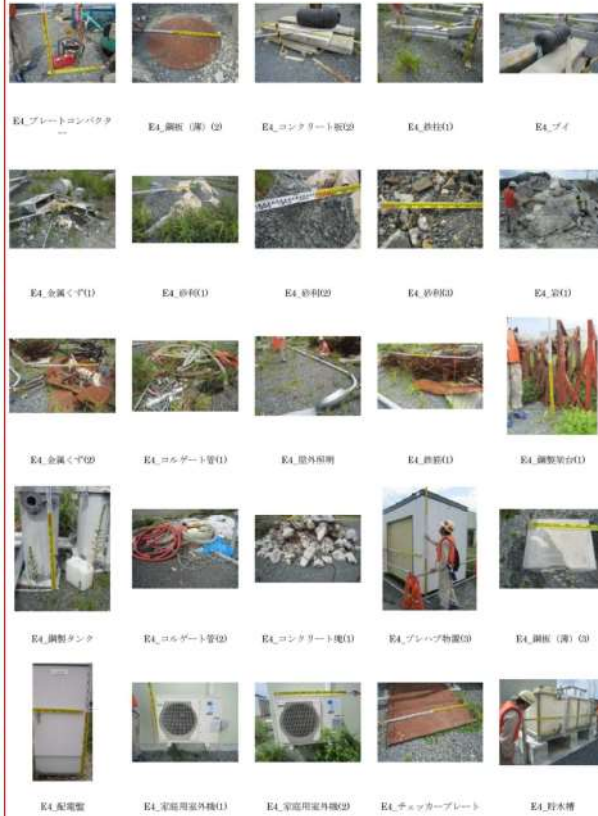 E4_プレートコンパクター
E4_鋼板（薄）(2)
E4_コンクリート板(2)
E4_鉄柱(1)
E4_ブイ
E4_金属くず(1)
E4_砂利(1)
E4_砂利(2)
E4_砂利(3)
E4_岩(1)
E4_金属くず(2)
E4_コルゲート管(1)
E4_屋外照明
E4_鉄筋(1)
E4_鋼製架台(1)
E4_鋼製タンク
E4_コルゲート管(2)
E4_コンクリート塊(1)
E4_プレハブ物置(3)
E4_鋼板（薄）(3)
E4_配電盤
E4_家庭用室外機(1)
E4_家庭用室外機(2)
E4_チェッカープレート
E4_貯水槽